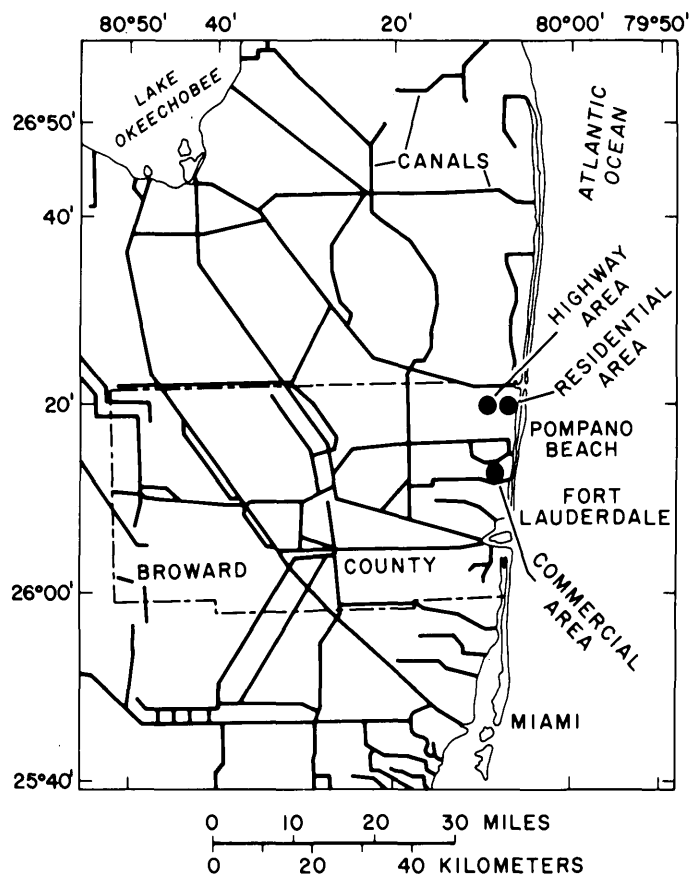 80°50' 40' 20' 80°00' 79°50'
LAKE
OKEECHOBEE
26°50'
40'
20'
26°00'
25°40'
CANALS
ATLANTIC
OCEAN
HIGHWAY
AREA
RESIDENTIAL
AREA
POMPANO
BEACH
FORT
LAUDERDALE
BROWARD COUNTY
COMMERCIAL
AREA
MIAMI
0 10 20 30 MILES
0 20 40 KILOMETERS